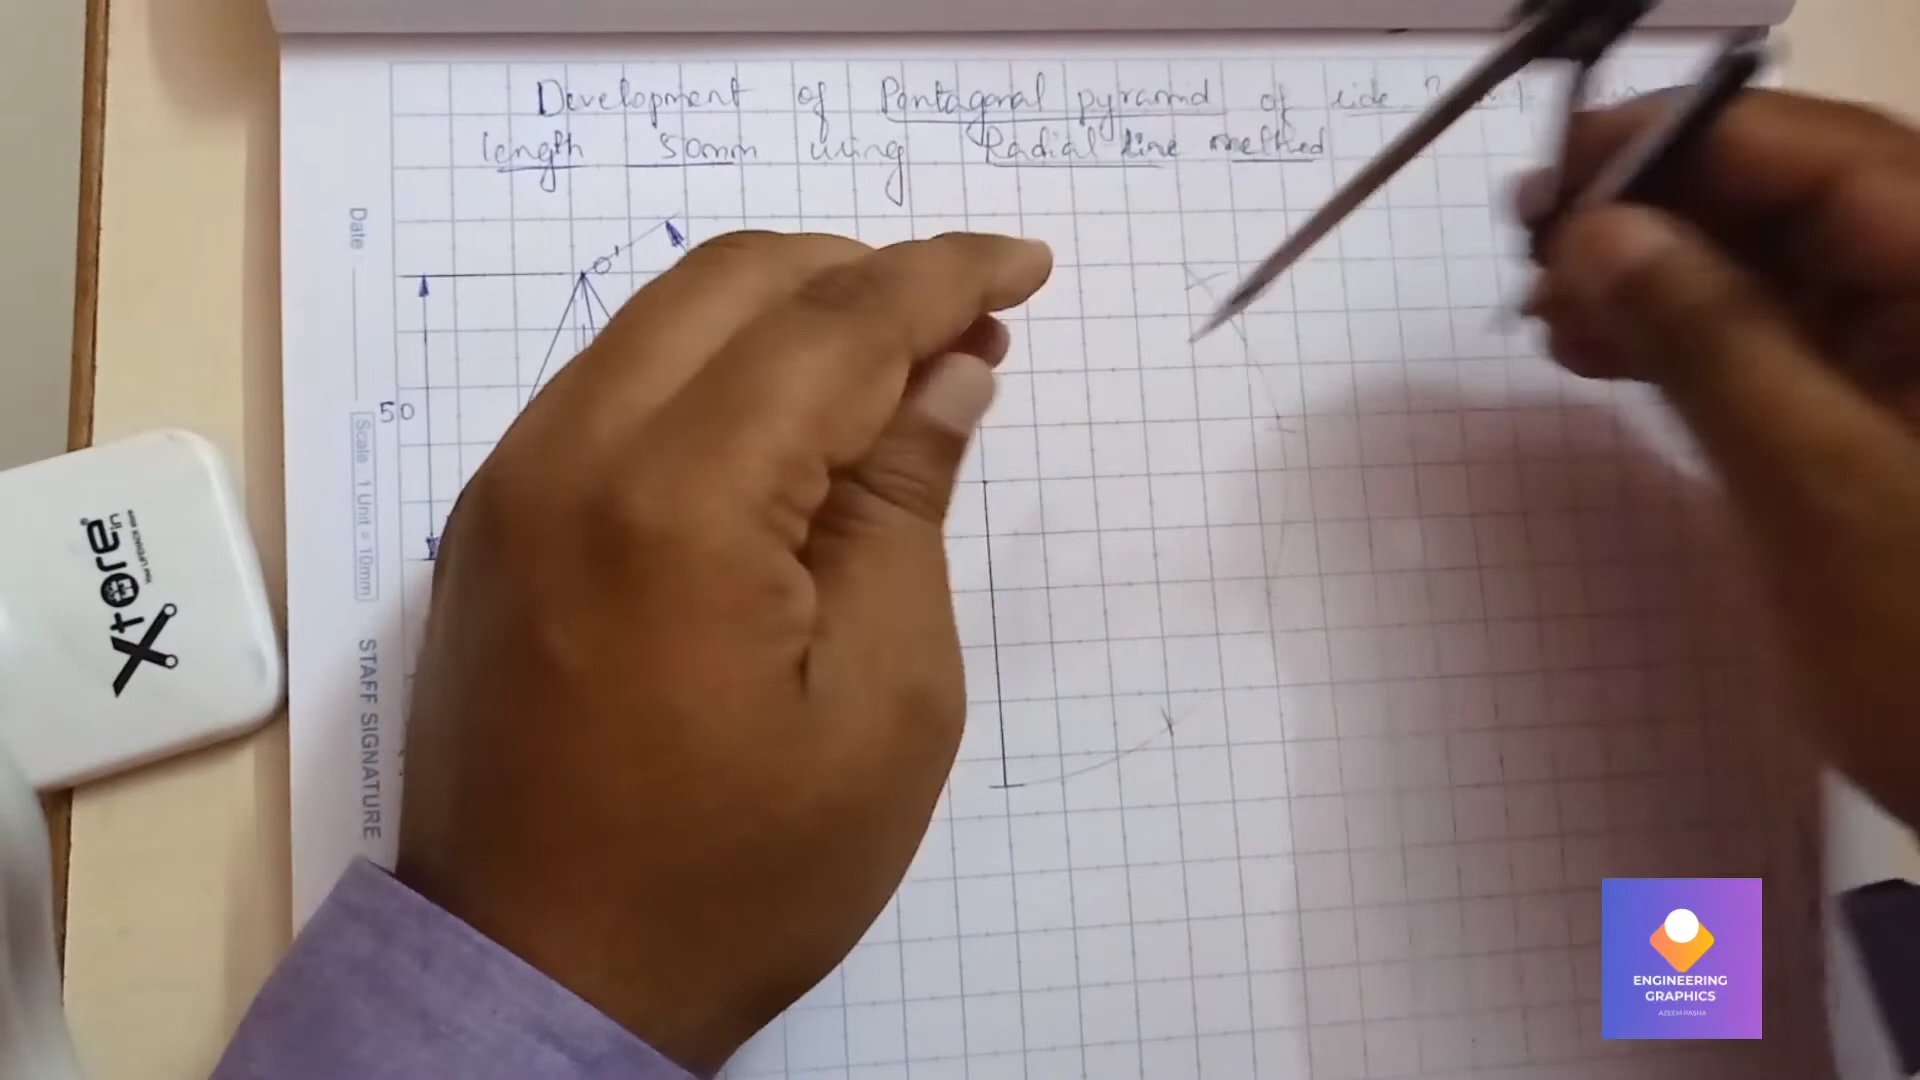 Development of Pentagonal pyramid of side
length 50mm using Radial line method
O'
50
Date :
Scale 1 Unit = 10mm
STAFF SIGNATURE
Xtore
in
ENGINEERING
GRAPHICS
AZEEM PASHA